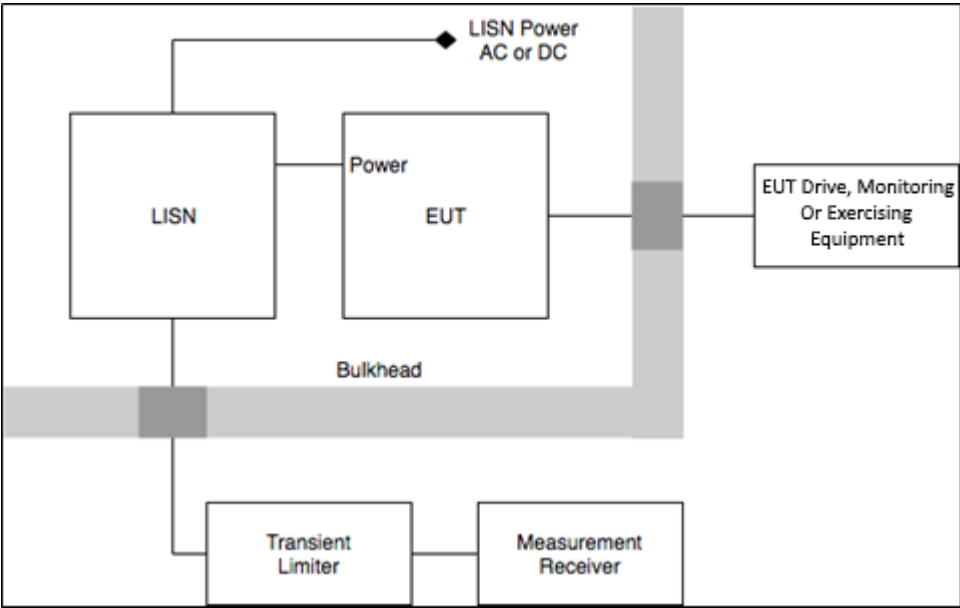 LISN Power
AC or DC
LISN
Power
EUT
EUT Drive, Monitoring
Or Exercising
Equipment
Bulkhead
Transient
Limiter
Measurement
Receiver